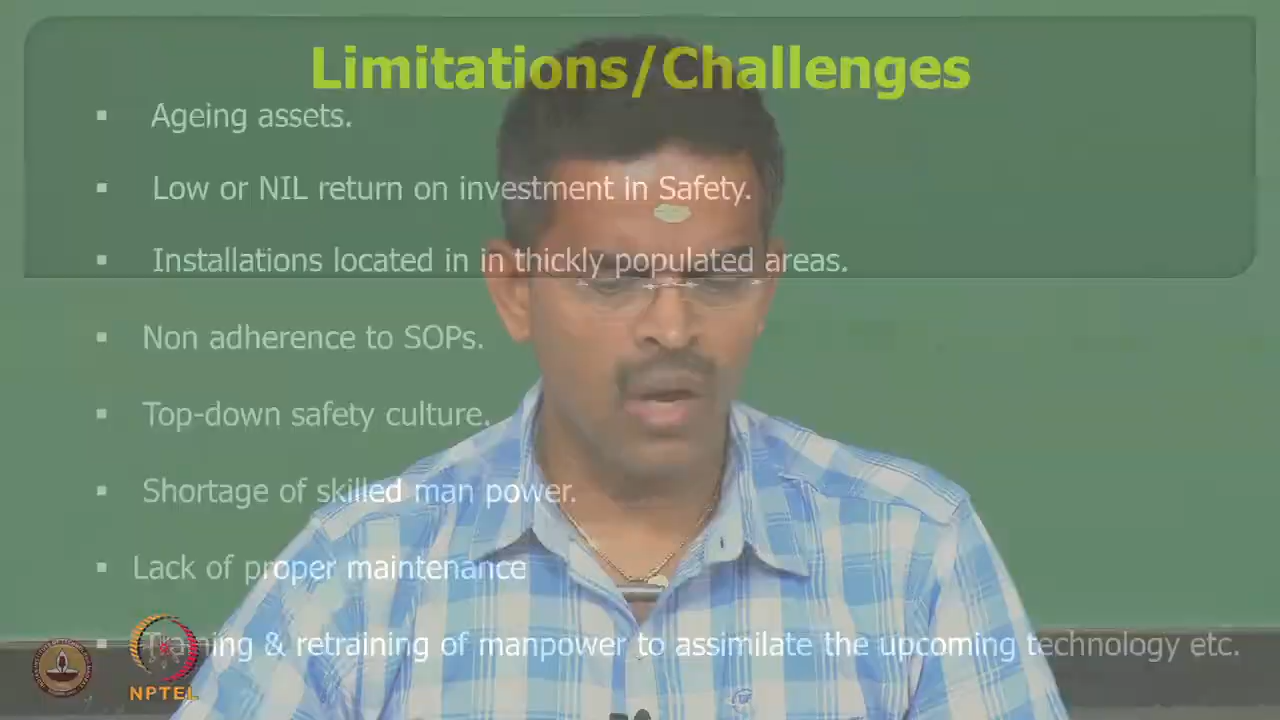 Limitations/Challenges
▪ Ageing assets.
▪ Low or NIL return on investment in Safety.
▪ Installations located in in thickly populated areas.
▪ Non adherence to SOPs.
▪ Top-down safety culture.
▪ Shortage of skilled man power.
▪ Lack of proper maintenance
▪ Training & retraining of manpower to assimilate the upcoming technology etc.
NPTEL